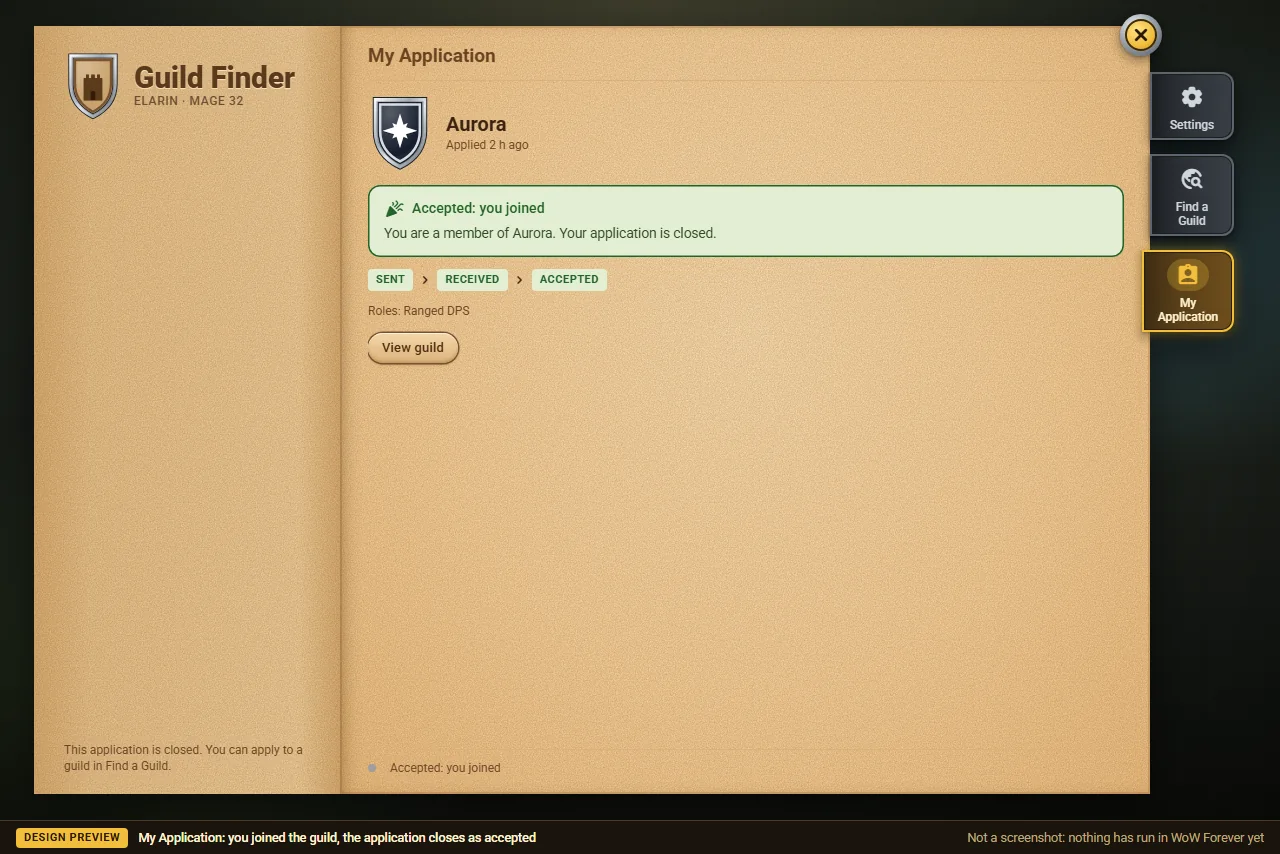 Guild Finder
ELARIN · MAGE 32
This application is closed. You can apply to a
guild in Find a Guild.
My Application
Aurora
Applied 2 h ago
Accepted: you joined
You are a member of Aurora. Your application is closed.
SENT
RECEIVED
ACCEPTED
Roles: Ranged DPS
View guild
Accepted: you joined
Settings
Find a
Guild
My
Application
DESIGN PREVIEW
My Application: you joined the guild, the application closes as accepted
Not a screenshot: nothing has run in WoW Forever yet